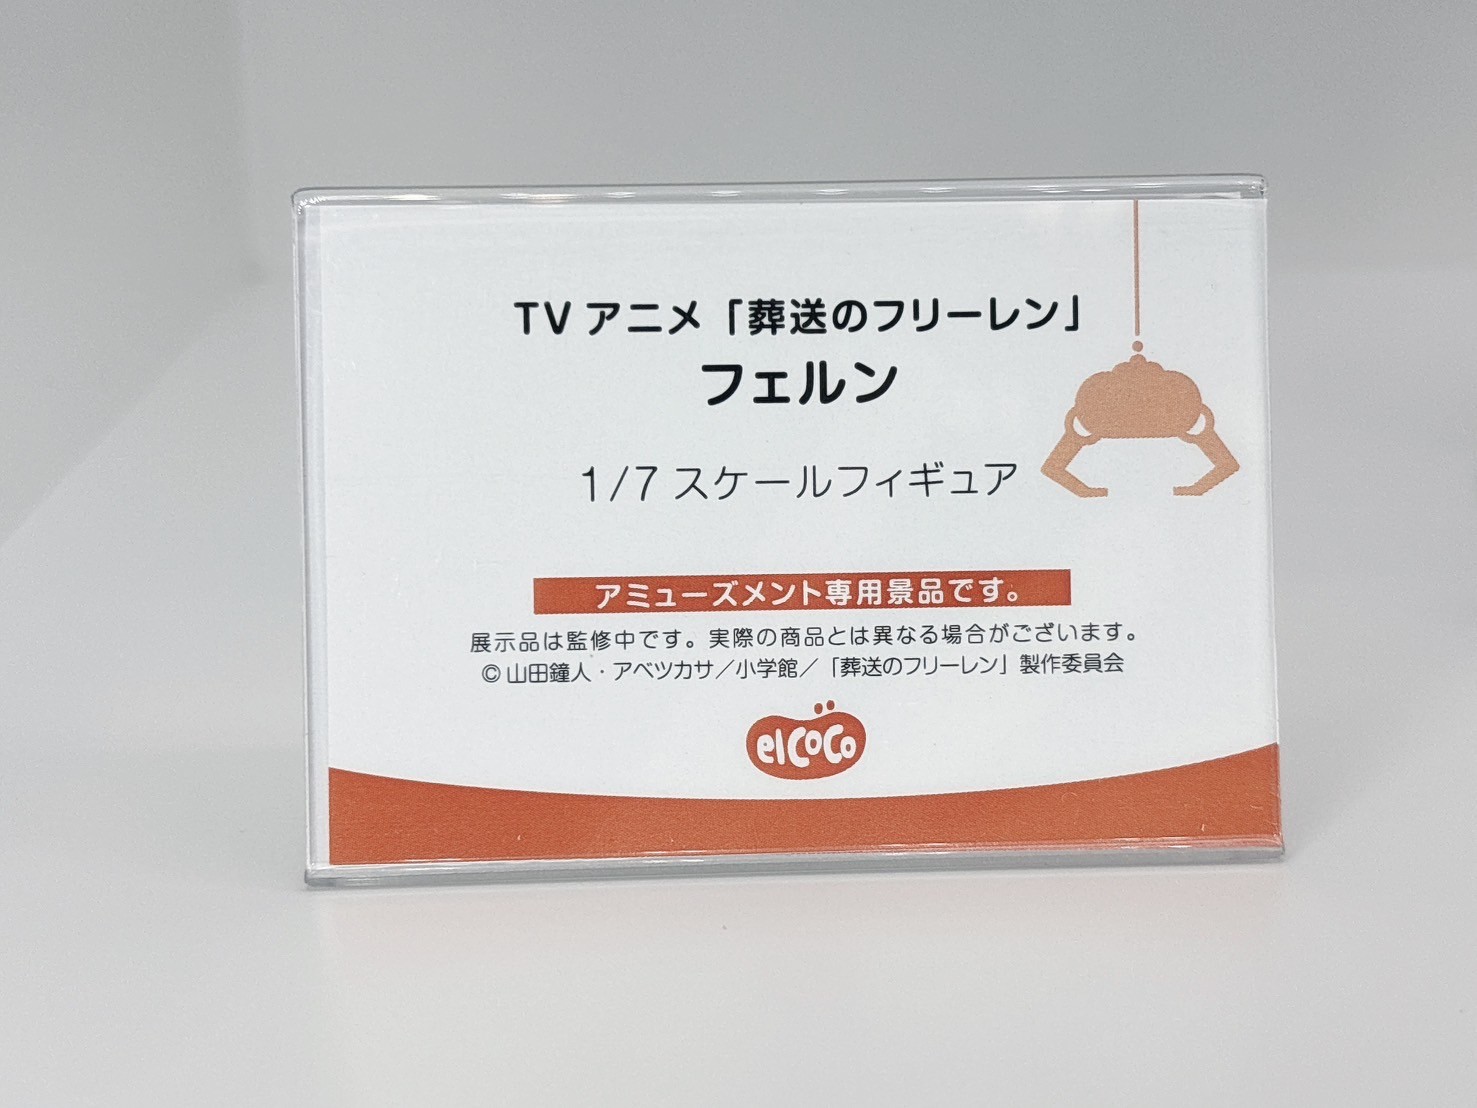 TVアニメ「葬送のフリーレン」
フェルン
1/7スケールフィギュア
アミューズメント専用景品です。
展示品は監修中です。実際の商品とは異なる場合がございます。
©山田鐘人・アベツカサ／小学館／「葬送のフリーレン」製作委員会
elcoco